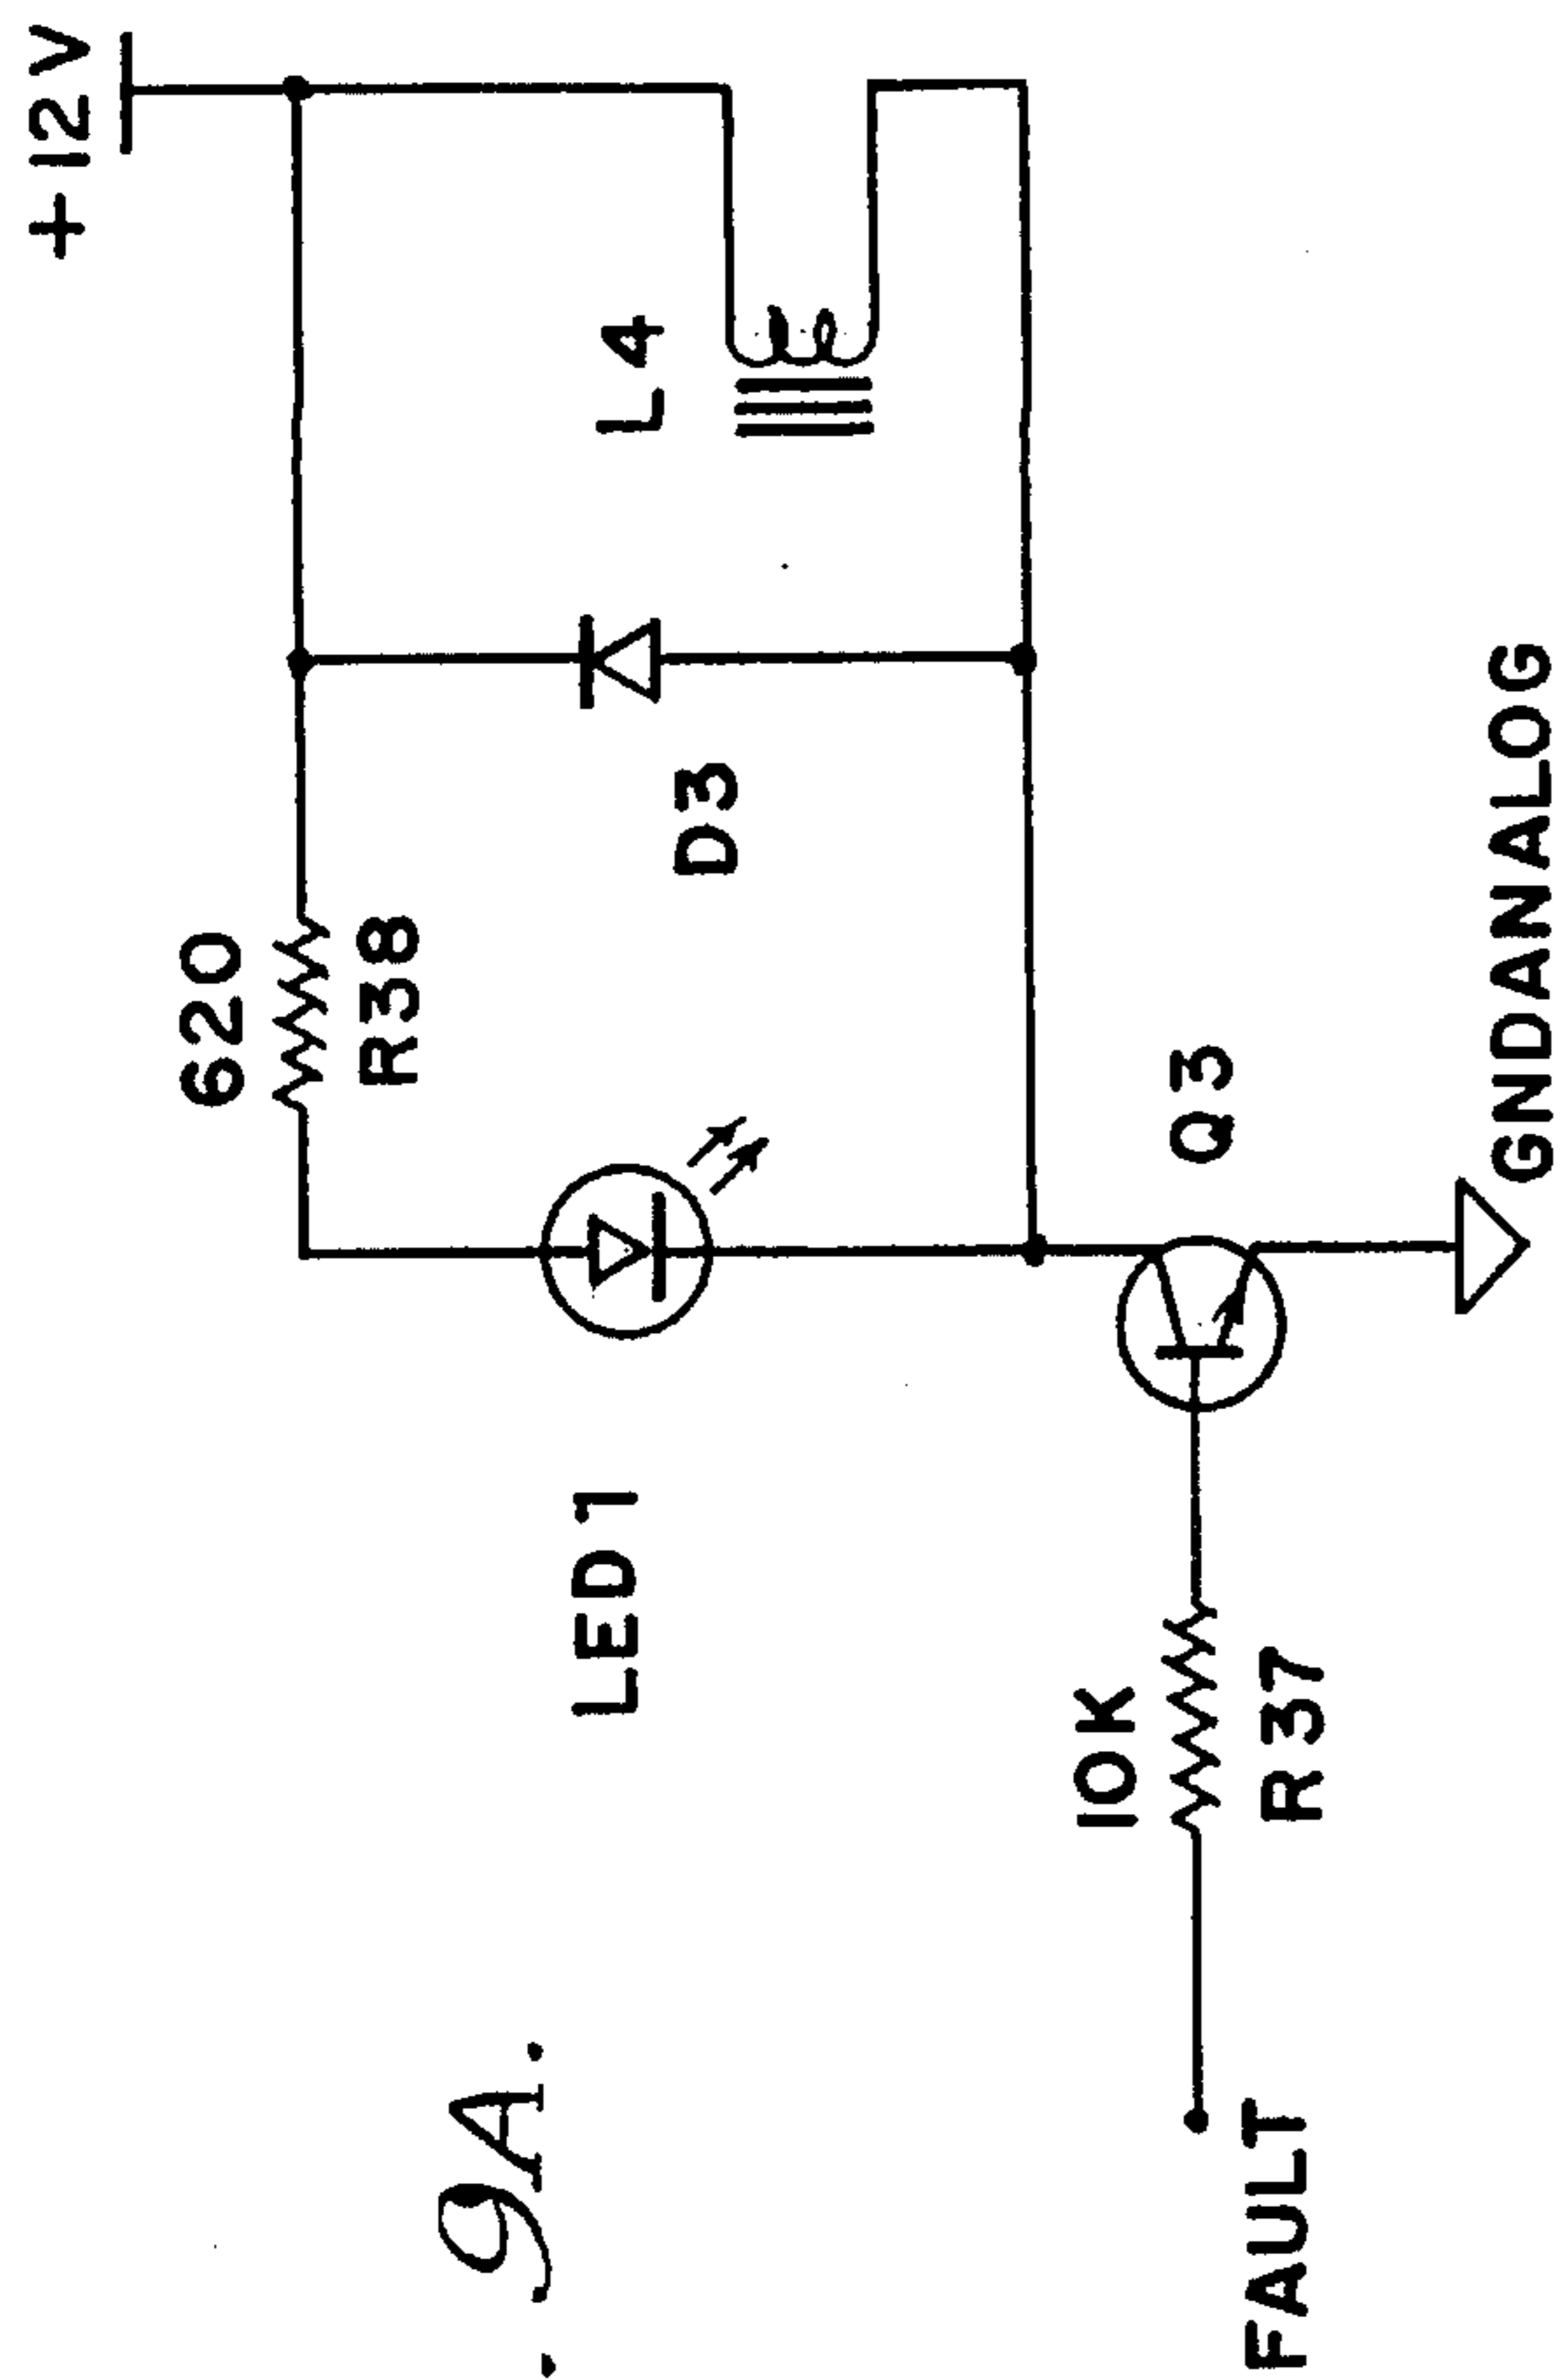 +12V
620
R38
L4
D3
LED1
10K
R37
Q3
FAULT
GNDANALOG
9A.